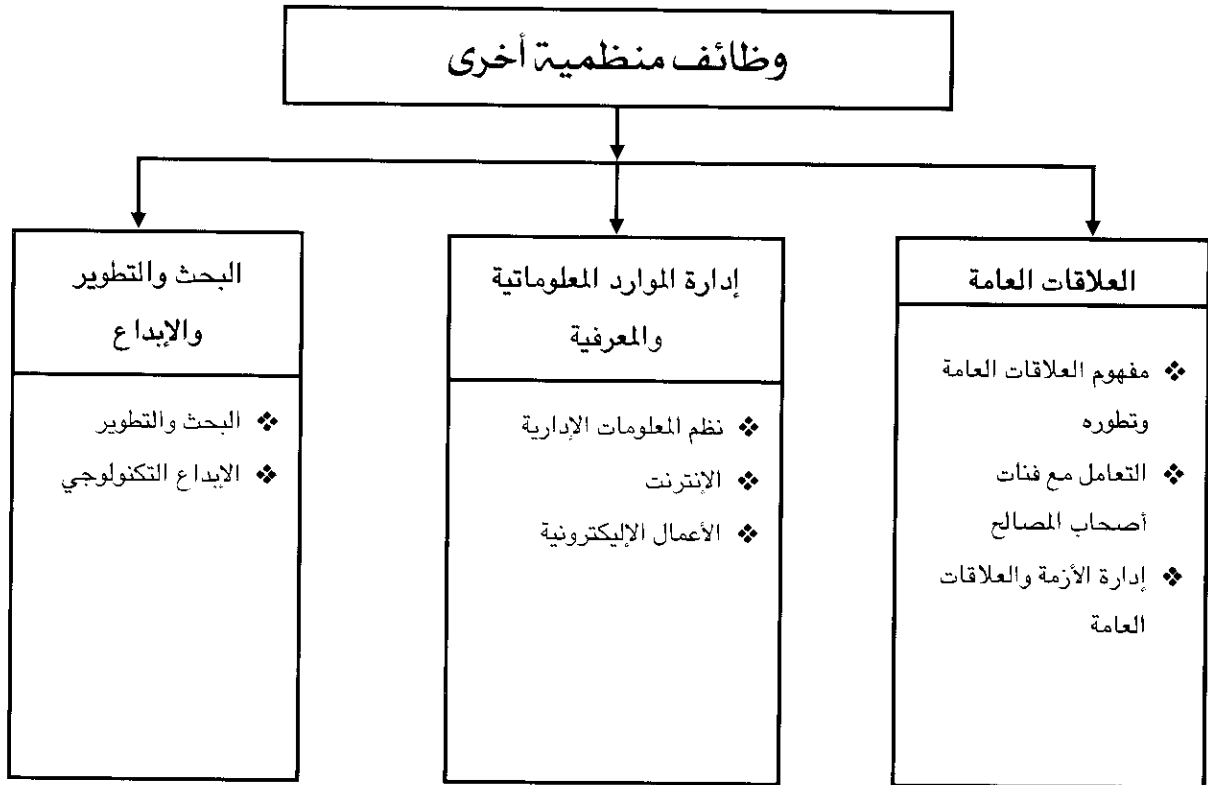 وظائف منظمية أخرى
العلاقات العامة
❖ مفهوم العلاقات العامة
وتطوره
❖ التعامل مع فئات
أصحاب المصالح
❖ إدارة الأزمة والعلاقات
العامة
إدارة الموارد المعلوماتية
والمعرفية
❖ نظم المعلومات الإدارية
❖ الإنترنت
❖ الأعمال الإليكترونية
البحث والتطوير
والإبداع
❖ البحث والتطوير
❖ الإبداع التكنولوجي